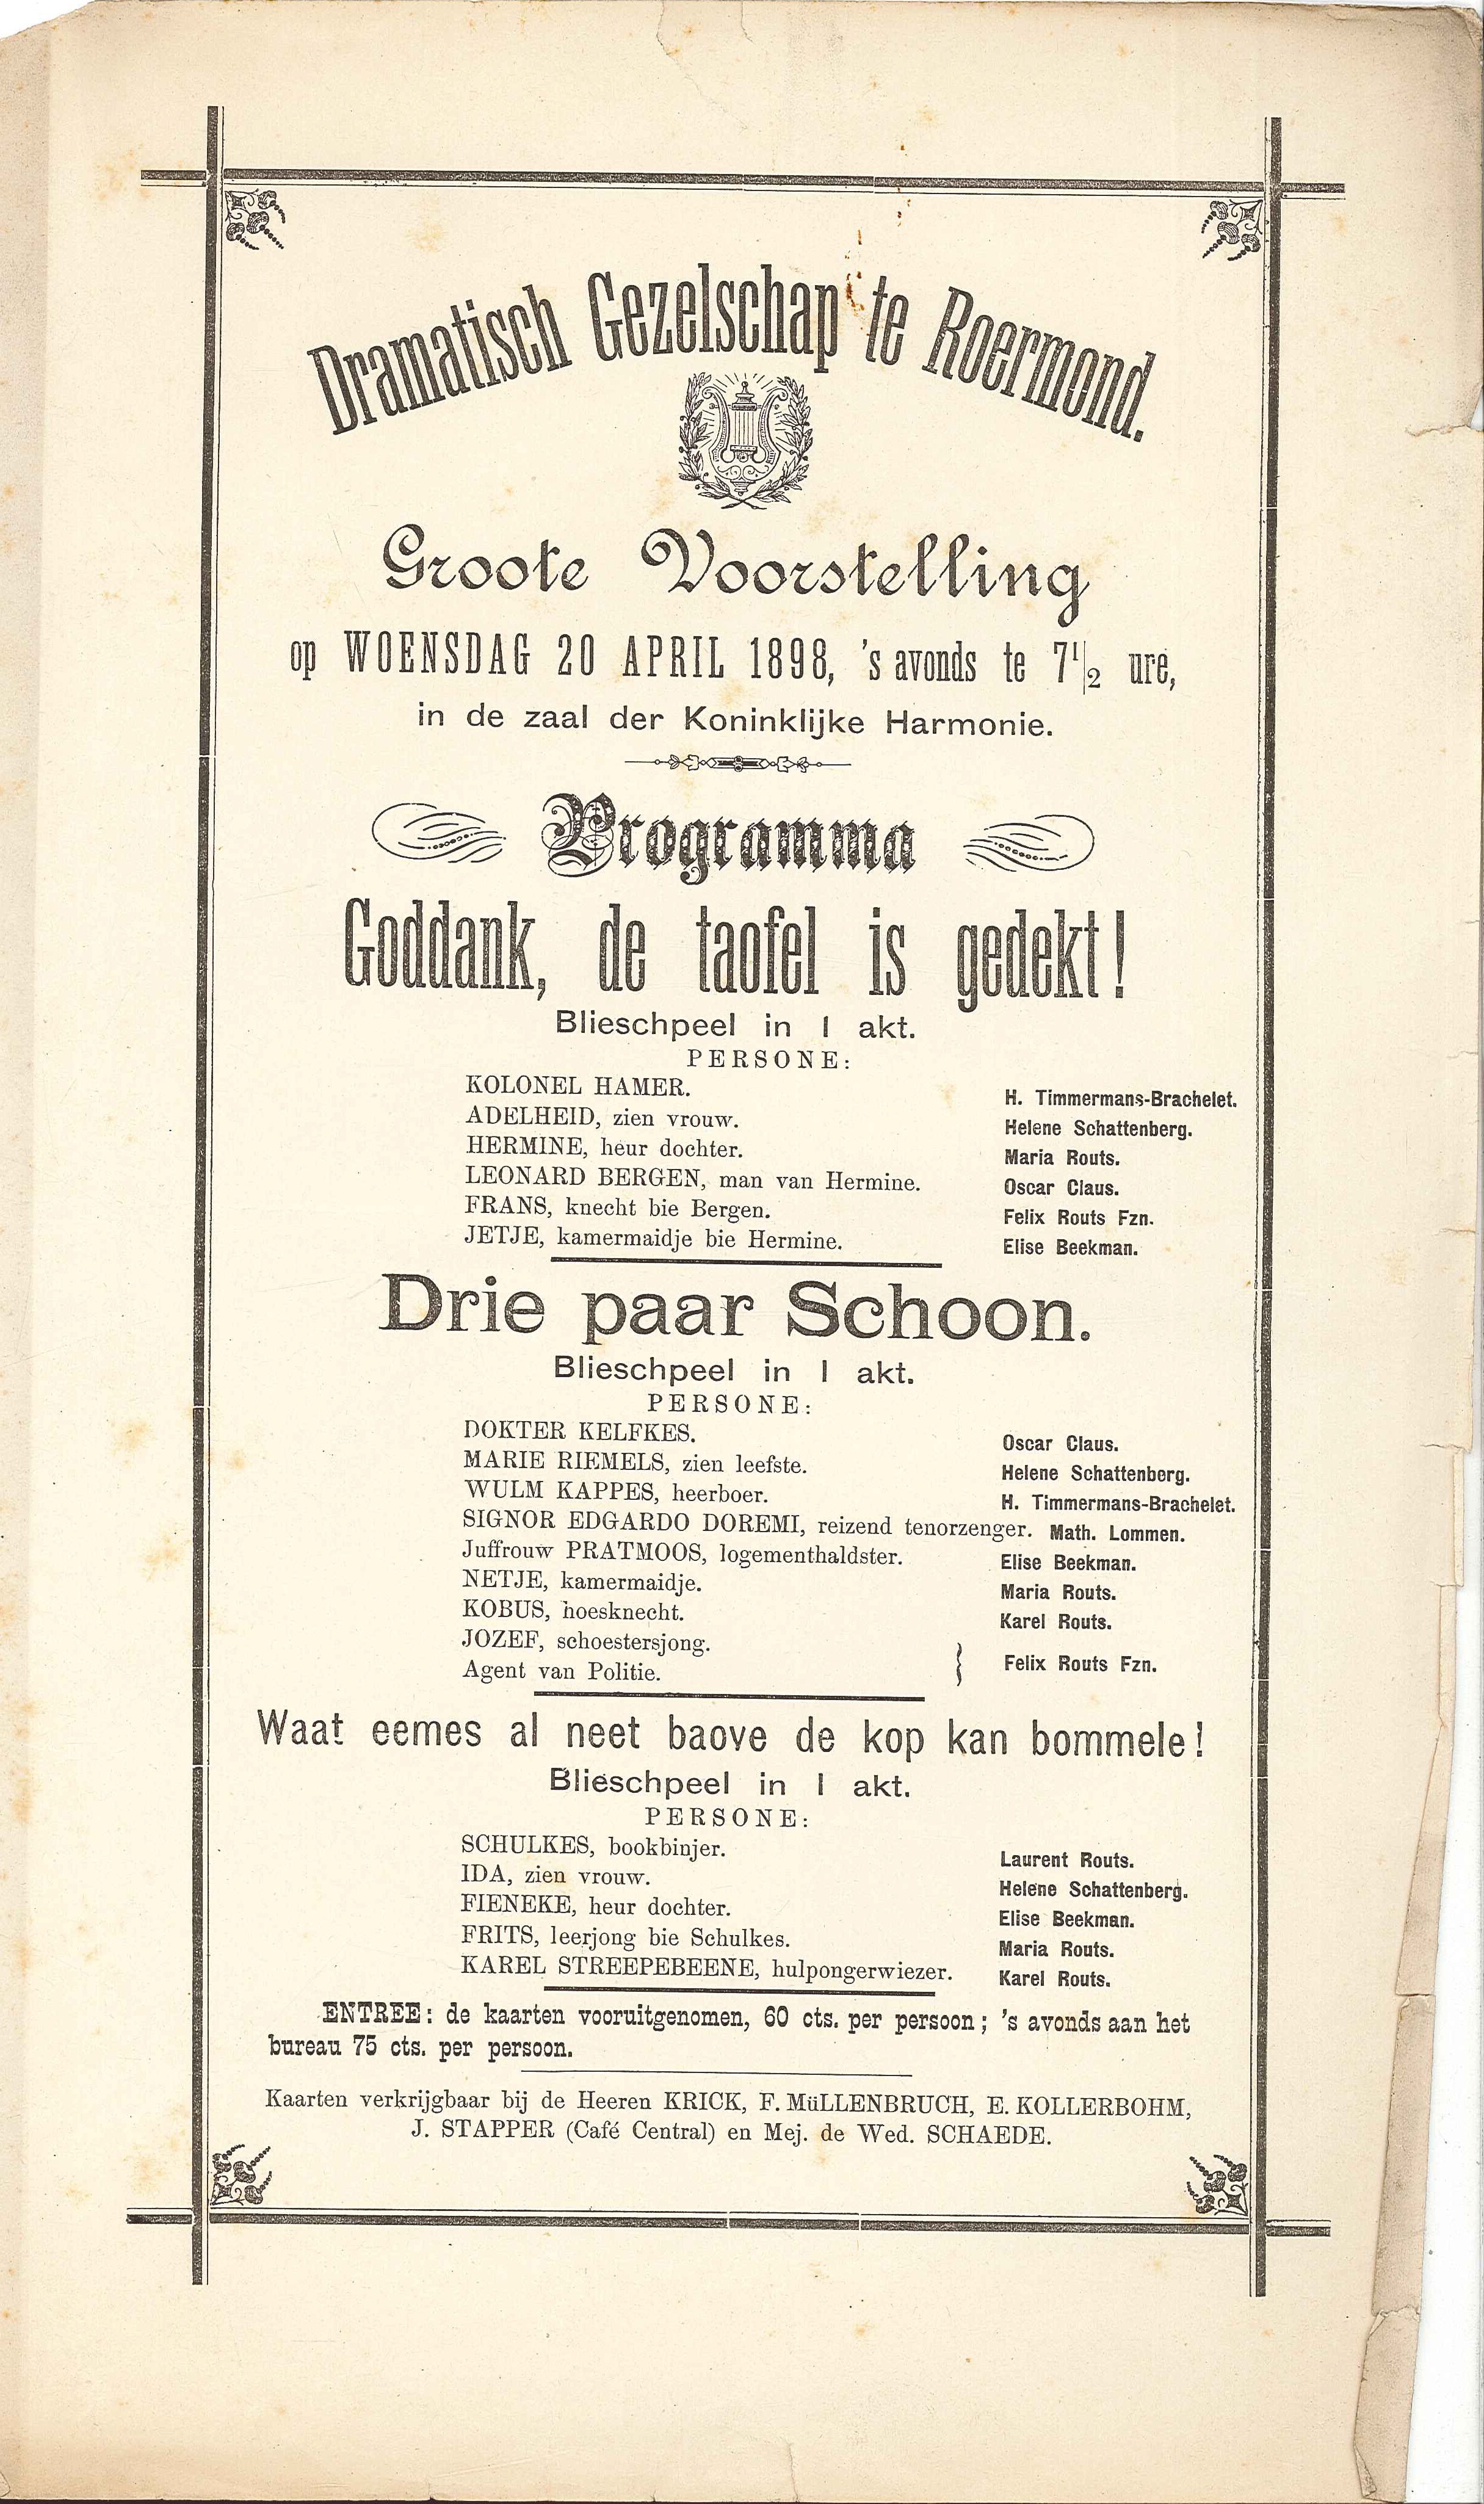 Dramatisch Gezelschap te Roermond.
Groote Voorstelling
op WOENSDAG 20 APRIL 1898, 's avonds te 7 1/2 ure,
in de zaal der Koninklijke Harmonie.
Programma
Goddank, de taofel is gedekt!
Blieschpeel in 1 akt.
PERSONE:
KOLONEL HAMER. H. Timmermans-Brachelet.
ADELHEID, zien vrouw. Helene Schattenberg.
HERMINE, heur dochter. Maria Routs.
LEONARD BERGEN, man van Hermine. Oscar Claus.
FRANS, knecht bie Bergen. Felix Routs Fzn.
JETJE, kamermaidje bie Hermine. Elise Beekman.
Drie paar Schoon.
Blieschpeel in 1 akt.
PERSONE:
DOKTER KELFKES. Oscar Claus.
MARIE RIEMELS, zien leefste. Helene Schattenberg.
WULM KAPPES, heerboer. H. Timmermans-Brachelet.
SIGNOR EDGARDO DOREMI, reizend tenorzenger. Math. Lommen.
Juffrouw PRATMOOS, logementhaldster. Elise Beekman.
NETJE, kamermaidje. Maria Routs.
KOBUS, hoesknecht. Karel Routs.
JOZEF, schoestersjong.
Agent van Politie. } Felix Routs Fzn.
Waat eemes al neet baove de kop kan bommele!
Blieschpeel in 1 akt.
PERSONE:
SCHULKES, bookbinjer. Laurent Routs.
IDA, zien vrouw. Helene Schattenberg.
FIENEKE, heur dochter. Elise Beekman.
FRITS, leerjong bie Schulkes. Maria Routs.
KAREL STREEPEBEENE, hulpongerwiezer. Karel Routs.
ENTREE: de kaarten vooruitgenomen, 60 cts. per persoon; 's avonds aan het
bureau 75 cts. per persoon.
Kaarten verkrijgbaar bij de Heeren KRICK, F. MüLLENBRUCH, E. KOLLERBOHM,
J. STAPPER (Café Central) en Mej. de Wed. SCHAEDE.